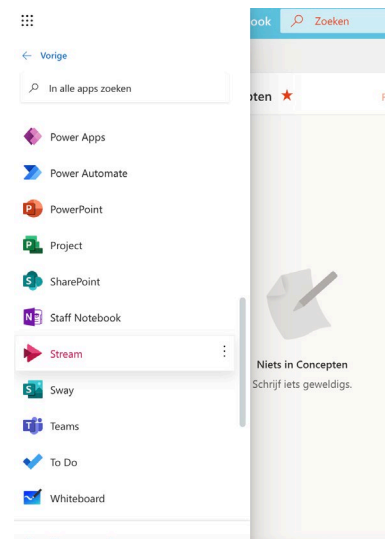 Vorige
In alle apps zoeken
Power Apps
Power Automate
PowerPoint
Project
SharePoint
Staff Notebook
Stream
Sway
Teams
To Do
Whiteboard
ook
Zoeken
oten
Niets in Concepten
Schrijf iets geweldigs.